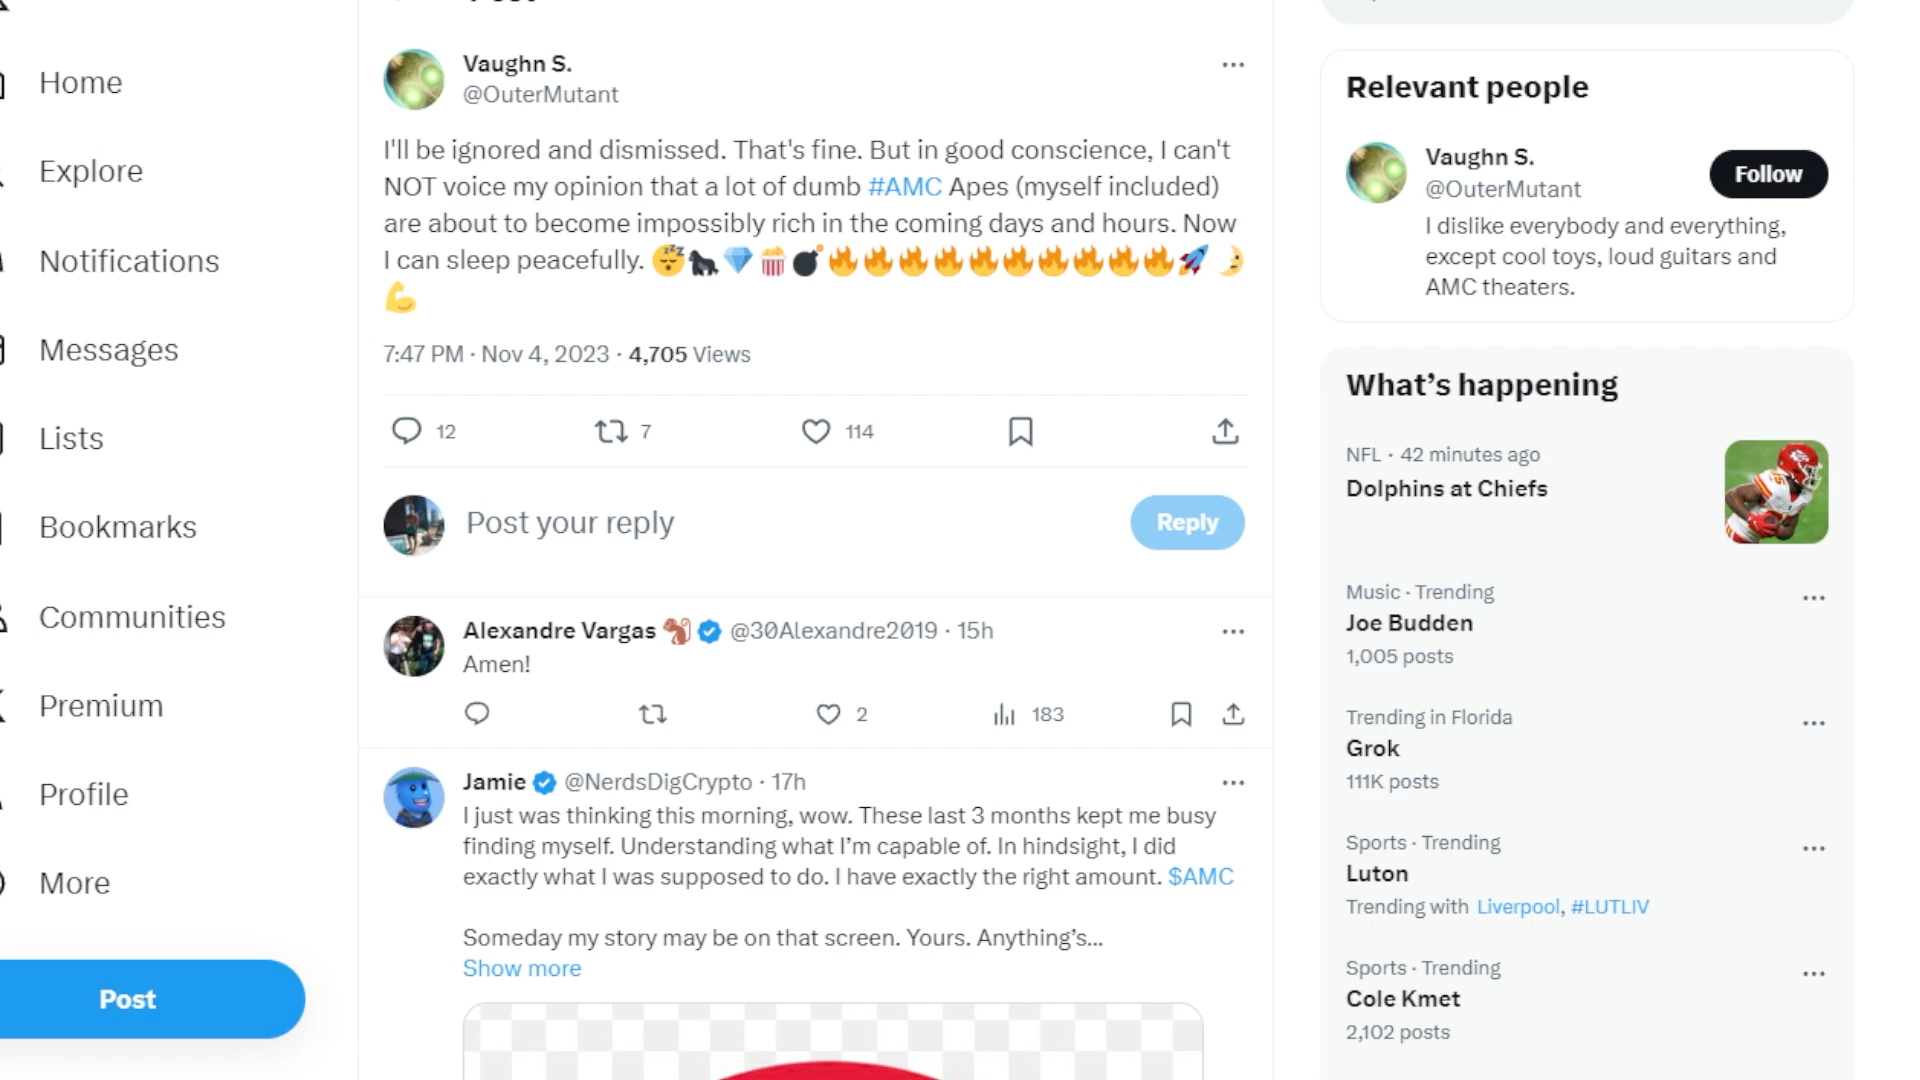 Home
Explore
Notifications
Messages
Lists
Bookmarks
Communities
Premium
Profile
More
Post
Vaughn S.
@OuterMutant
I'll be ignored and dismissed. That's fine. But in good conscience, I can't
NOT voice my opinion that a lot of dumb #AMC Apes (myself included)
are about to become impossibly rich in the coming days and hours. Now
I can sleep peacefully. 😴🦍💎🍿💣🔥🔥🔥🔥🔥🔥🔥🔥🔥🔥🚀🌛
💪
7:47 PM · Nov 4, 2023 · 4,705 Views
12
7
114
Post your reply
Reply
Alexandre Vargas 🐒 @30Alexandre2019 · 15h
Amen!
2
183
Jamie @NerdsDigCrypto · 17h
I just was thinking this morning, wow. These last 3 months kept me busy
finding myself. Understanding what I’m capable of. In hindsight, I did
exactly what I was supposed to do. I have exactly the right amount. $AMC
Someday my story may be on that screen. Yours. Anything’s...
Show more
Relevant people
Vaughn S.
@OuterMutant
Follow
I dislike everybody and everything,
except cool toys, loud guitars and
AMC theaters.
What’s happening
NFL · 42 minutes ago
Dolphins at Chiefs
Music · Trending
Joe Budden
1,005 posts
Trending in Florida
Grok
111K posts
Sports · Trending
Luton
Trending with Liverpool, #LUTLIV
Sports · Trending
Cole Kmet
2,102 posts